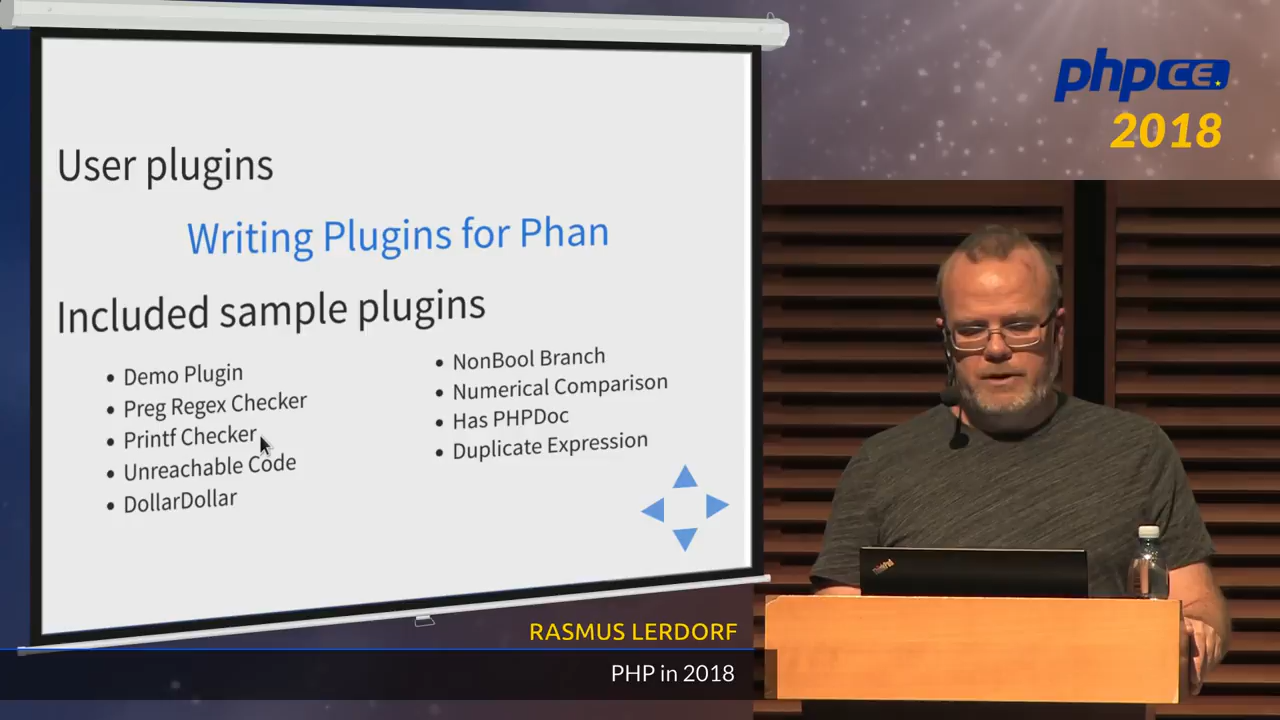 User plugins
Writing Plugins for Phan
Included sample plugins
• Demo Plugin
• Preg Regex Checker
• Printf Checker
• Unreachable Code
• DollarDollar
• NonBool Branch
• Numerical Comparison
• Has PHPDoc
• Duplicate Expression
phpCE.
2018
ThinkPad
RASMUS LERDORF
PHP in 2018